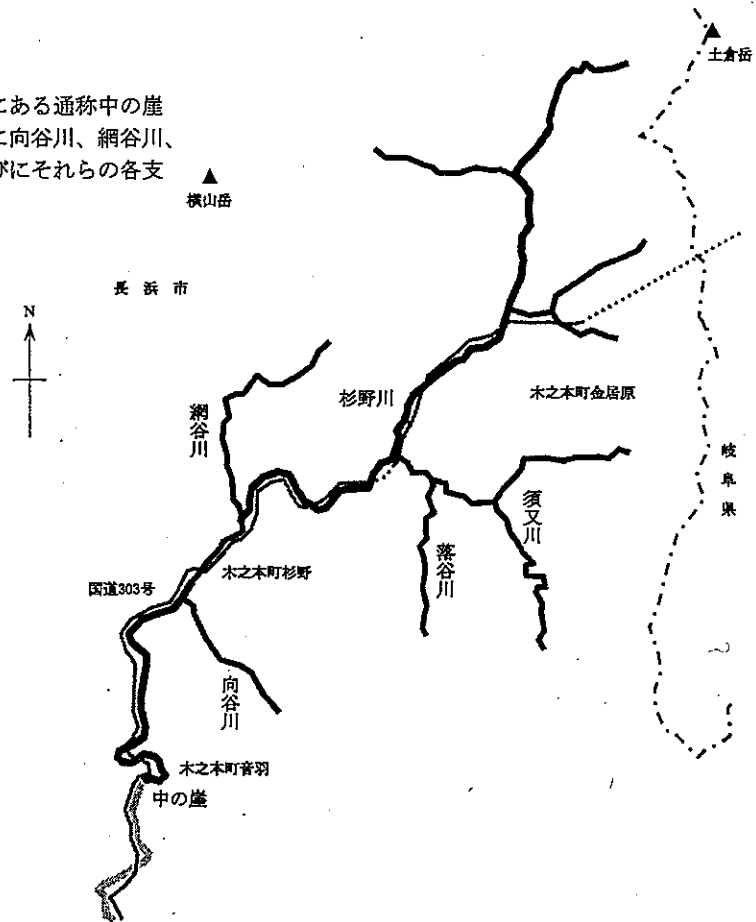 土倉岳
にある通称中の崖
に向谷川、網谷川、
びにそれらの各支
横山岳
長浜市
N
網谷川
杉野川
木之本町金居原
岐阜県
須又川
落谷川
国道303号
木之本町杉野
向谷川
木之本町音羽
中の崖